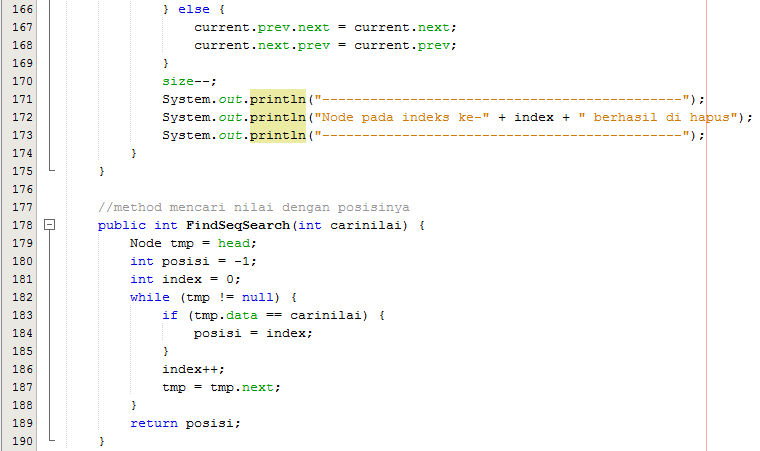 166 } else {
167 current.prev.next = current.next;
168 current.next.prev = current.prev;
169 }
170 size--;
171 System.out.println("---------------------------------------------");
172 System.out.println("Node pada indeks ke-" + index + " berhasil di hapus");
173 System.out.println("---------------------------------------------");
174 }
175 }
176
177 //method mencari nilai dengan posisinya
178 public int FindSeqSearch(int carinilai) {
179 Node tmp = head;
180 int posisi = -1;
181 int index = 0;
182 while (tmp != null) {
183 if (tmp.data == carinilai) {
184 posisi = index;
185 }
186 index++;
187 tmp = tmp.next;
188 }
189 return posisi;
190 }